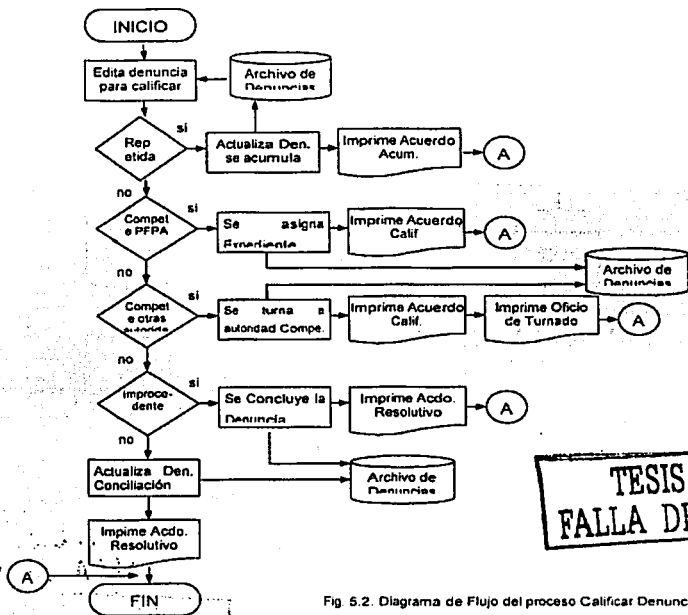 INICIO
Edita denuncia
para calificar
Archivo de
Denuncias
si
Rep
etida
Actualiza Den.
se acumula
Imprime Acuerdo
Acum.
A
no
si
Compet
e PFPA
Se asigna
Expediente
Imprime Acuerdo
Calif
A
Archivo de
Denuncias
no
si
Compet
e otras
Se turna a
autoridad Compe.
Imprime Acuerdo
Calif.
Imprime Oficio
de Turnado
A
no
si
improce-
dente
Se Concluye la
Denuncia
Imprime Acdo.
Resolutivo
A
no
Actualiza Den.
Conciliación
Archivo de
Denuncias
Impime Acdo.
Resolutivo
A
FIN
TESIS
FALLA DE
Fig. 5.2. Diagrama de Flujo del proceso Calificar Denunc